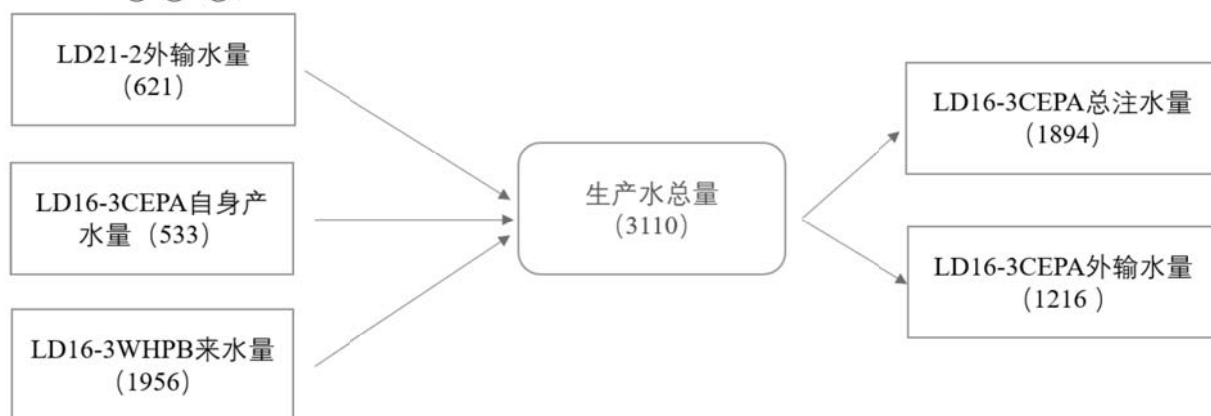 LD21-2外输水量
（621）
LD16-3CEPA自身产
水量（533）
LD16-3WHPB来水量
（1956）
生产水总量
（3110）
LD16-3CEPA总注水量
（1894）
LD16-3CEPA外输水量
（1216 ）